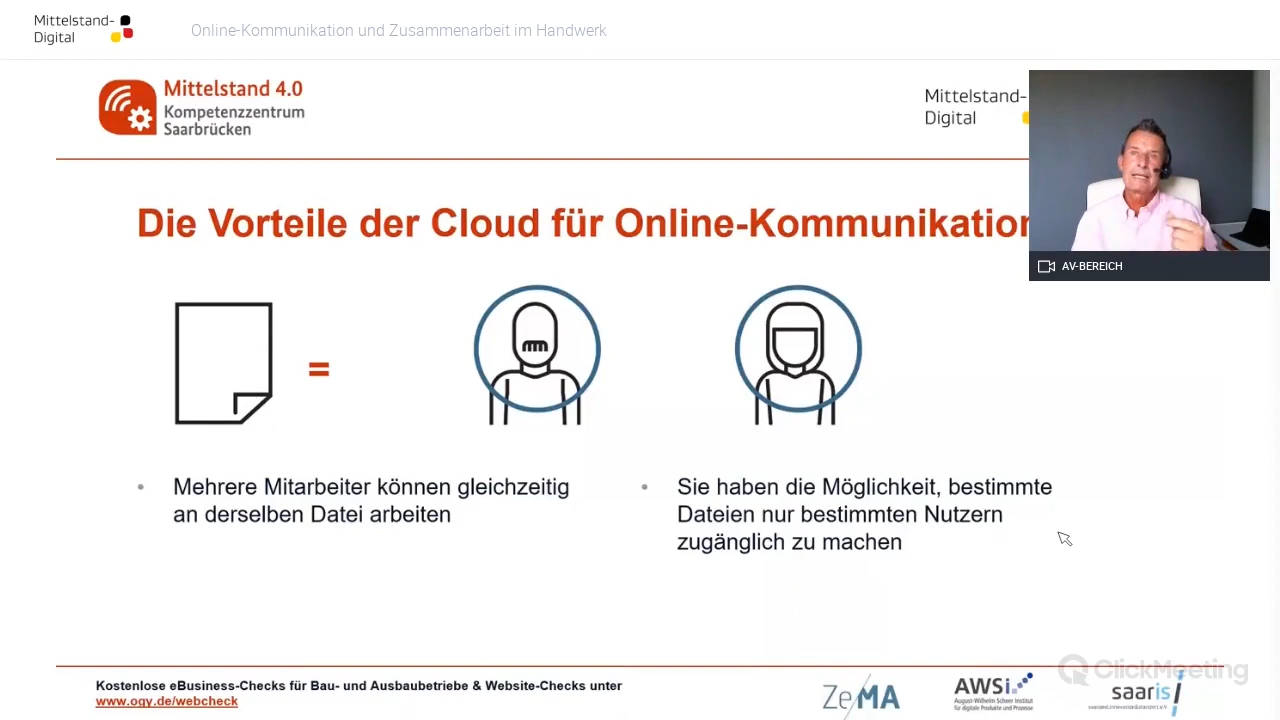 Mittelstand-
Digital
Online-Kommunikation und Zusammenarbeit im Handwerk
Mittelstand 4.0
Kompetenzzentrum
Saarbrücken
Mittelstand-
Digital
AV-BEREICH
Die Vorteile der Cloud für Online-Kommunikation
=
• Mehrere Mitarbeiter können gleichzeitig
an derselben Datei arbeiten
• Sie haben die Möglichkeit, bestimmte
Dateien nur bestimmten Nutzern
zugänglich zu machen
Kostenlose eBusiness-Checks für Bau- und Ausbaubetriebe & Website-Checks unter
www.ogy.de/webcheck
ZeMA
AWSi
August-Wilhelm Scheer Institut
für digitale Produkte und Prozesse
ClickMeeting
saaris